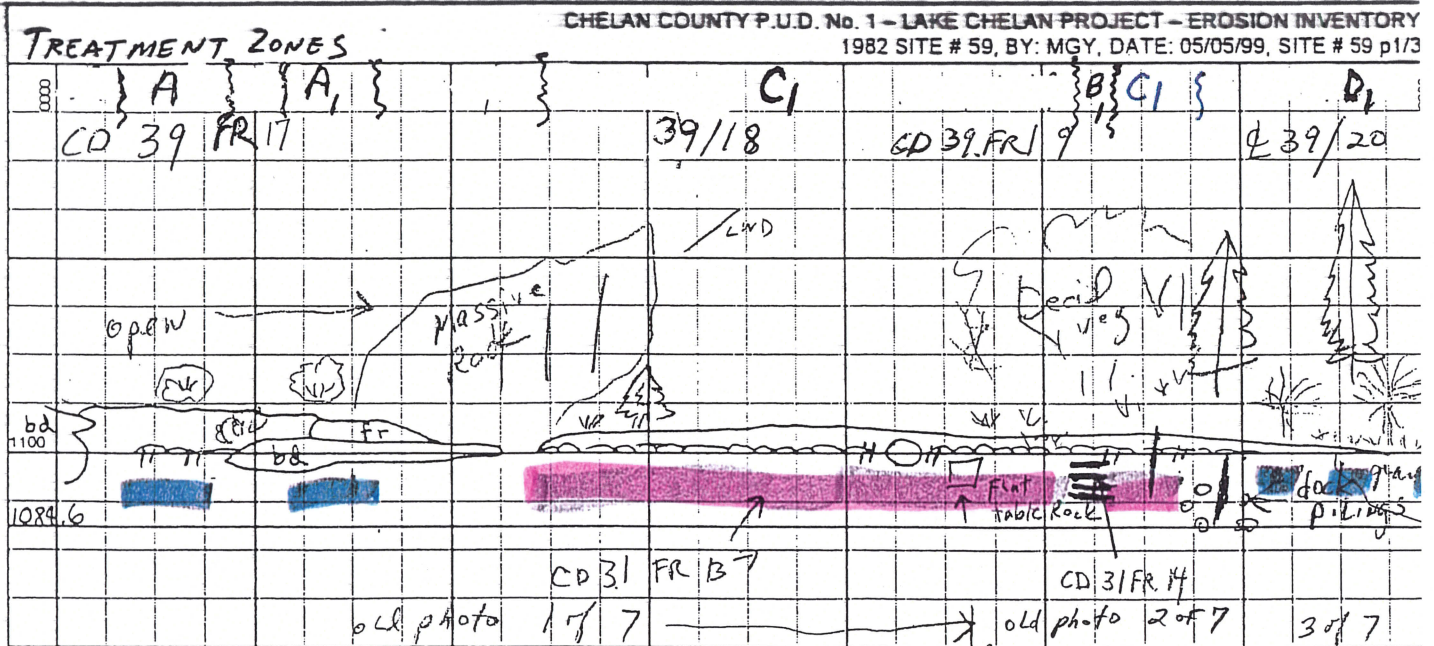 CHELAN COUNTY P.U.D. No. 1 – LAKE CHELAN PROJECT – EROSION INVENTORY
TREATMENT ZONES
1982 SITE # 59, BY: MGY, DATE: 05/05/99, SITE # 59 p1/3
A A1 C1 B1 C1 D1
CD 39 FR 17 39/18 CD 39 FR 19 39/20
LWD
open Massive Rock Decid veg
bd
1100 fr
bd
Flat dock
table Rock pilings
1084.6
CD 31 FR 13 CD 31 FR 14
old photo 1 of 7 old photo 2 of 7 3 of 7